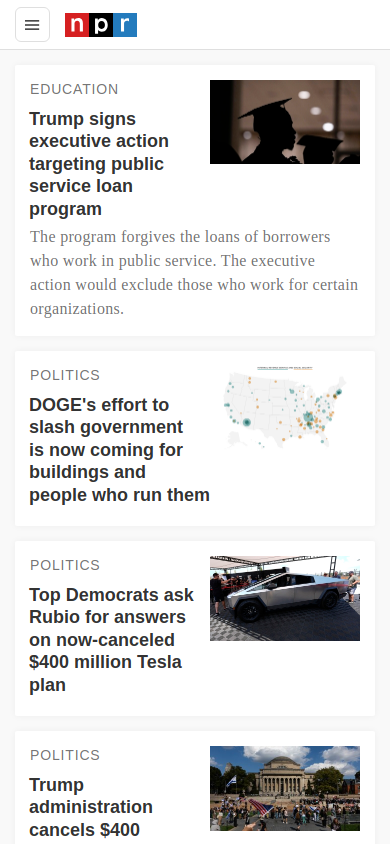 npr
EDUCATION
Trump signs
executive action
targeting public
service loan
program
The program forgives the loans of borrowers
who work in public service. The executive
action would exclude those who work for certain
organizations.
POLITICS
DOGE's effort to
slash government
is now coming for
buildings and
people who run them
POLITICS
Top Democrats ask
Rubio for answers
on now-canceled
$400 million Tesla
plan
POLITICS
Trump
administration
cancels $400